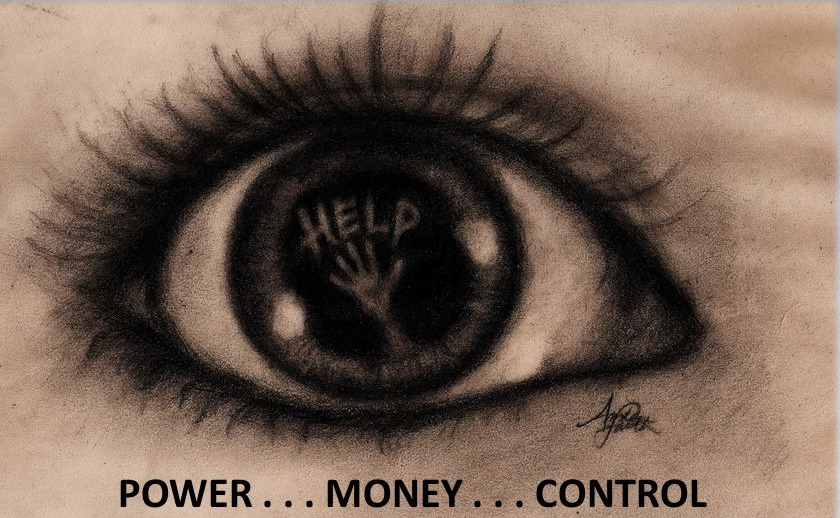 HELP
POWER . . . MONEY . . . CONTROL